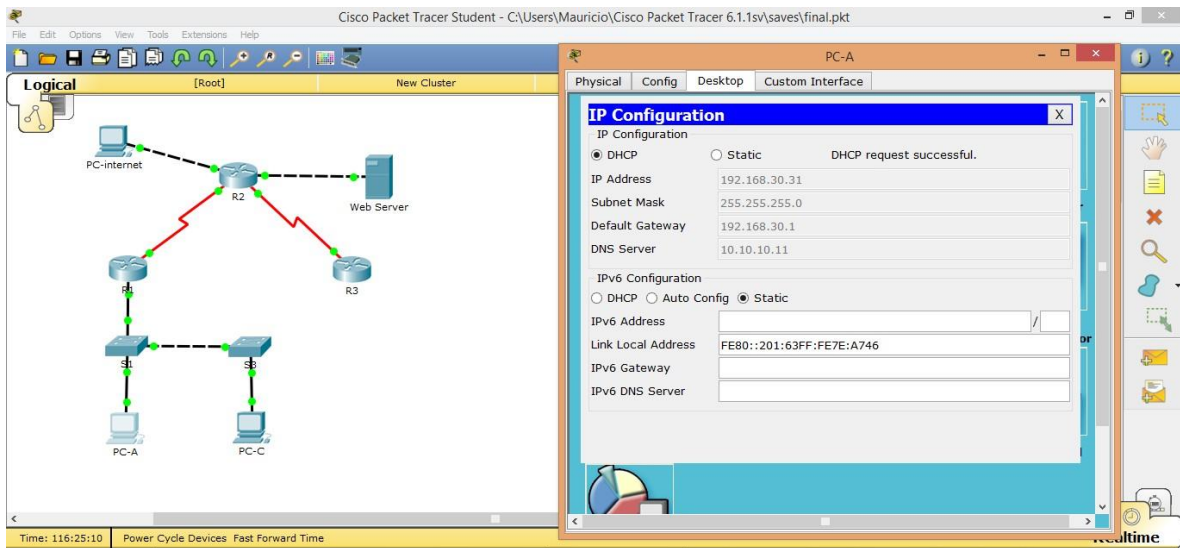 Cisco Packet Tracer Student - C:\Users\Mauricio\Cisco Packet Tracer 6.1.1sv\saves\final.pkt
File Edit Options View Tools Extensions Help
Logical [Root] New Cluster
PC-internet
R2
Web Server
R1
R3
S1
S3
PC-A
PC-C
PC-A
Physical Config Desktop Custom Interface
IP Configuration X
IP Configuration
DHCP Static DHCP request successful.
IP Address 192.168.30.31
Subnet Mask 255.255.255.0
Default Gateway 192.168.30.1
DNS Server 10.10.10.11
IPv6 Configuration
DHCP Auto Config Static
IPv6 Address /
Link Local Address FE80::201:63FF:FE7E:A746
IPv6 Gateway
IPv6 DNS Server
or
Time: 116:25:10 Power Cycle Devices Fast Forward Time
Realtime